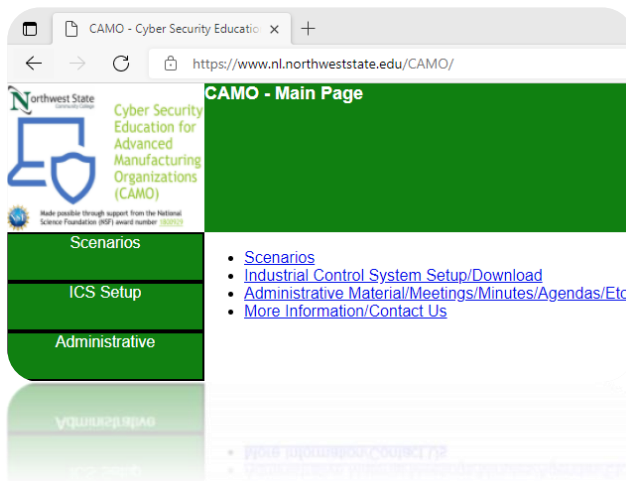 CAMO - Cyber Security Educatio
https://www.nl.northweststate.edu/CAMO/
Northwest State
Community College
Cyber Security
Education for
Advanced
Manufacturing
Organizations
(CAMO)
Made possible through support from the National
Science Foundation (NSF) award number
CAMO - Main Page
Scenarios
ICS Setup
Administrative
Scenarios
Industrial Control System Setup/Download
Administrative Material/Meetings/Minutes/Agendas/Etc
More Information/Contact Us